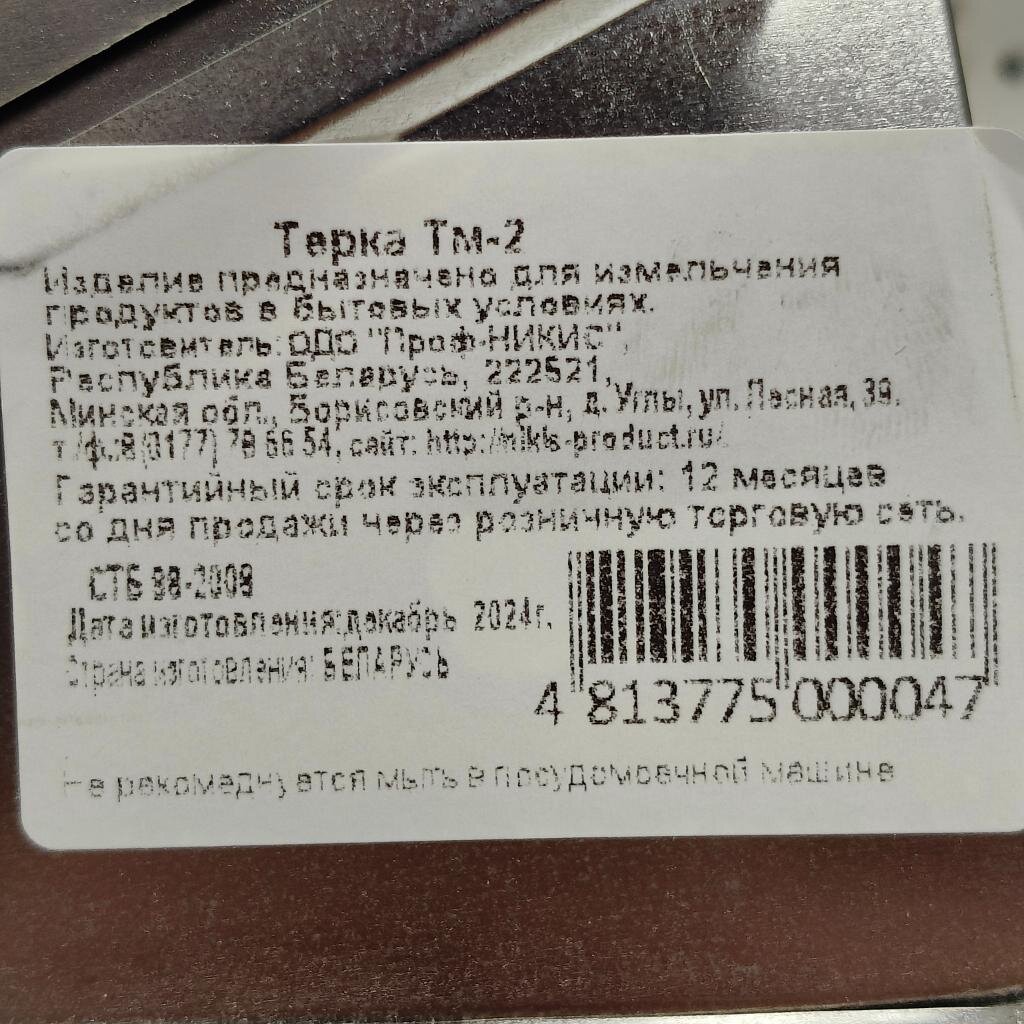 Терка Тм-2
Изделие предназначено для измельчения
продуктов в бытовых условиях.
Изготовитель: ОДО "Проф-НИКИС",
Республика Беларусь, 222521,
Минская обл., Борисовский р-н, д. Углы, ул. Лесная, 39.
т./ф.:8(0177) 79 66 54, сайт: http://nikis-product.ru/
Гарантийный срок эксплуатации: 12 месяцев
со дня продажи через розничную торговую сеть.
СТБ 98-2009
Дата изготовления:декабрь 2024г.
Страна изготовления: БЕЛАРУСЬ
4 813775 000047
Не рекомеднуется мыть в посудомоечной машине